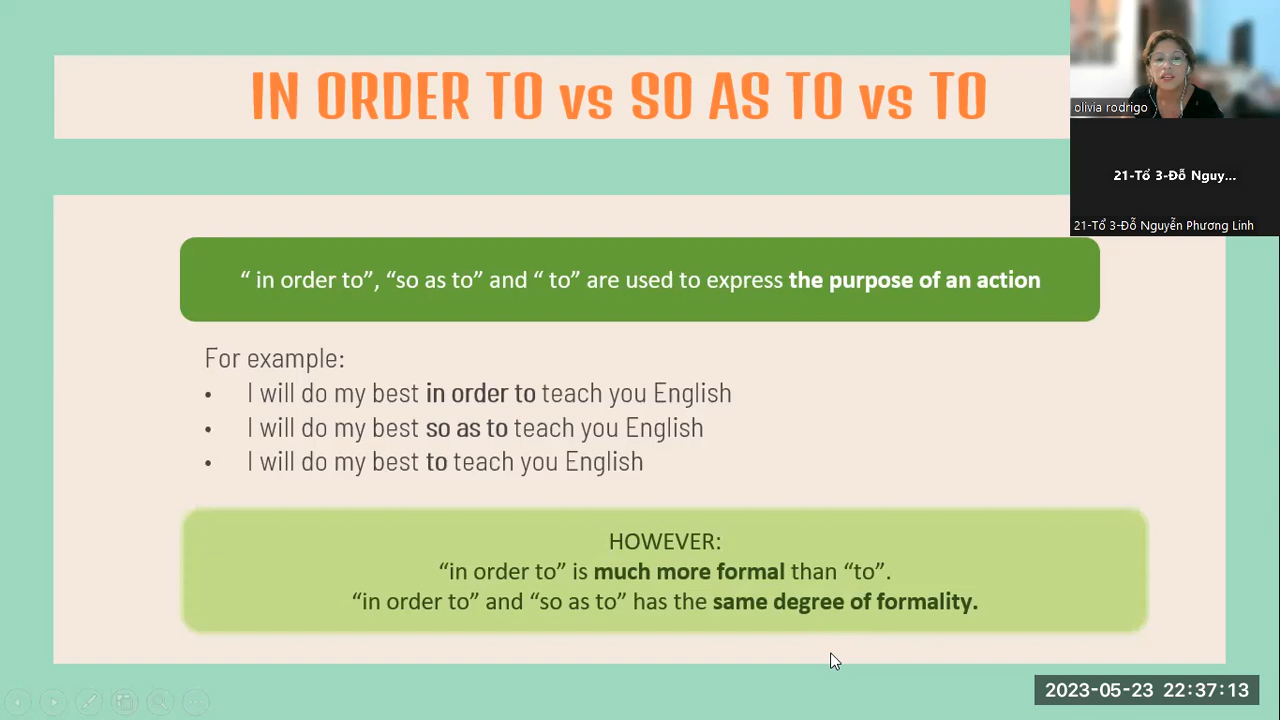 IN ORDER TO vs SO AS TO vs TO
olivia rodrigo
21-Tổ 3-Đỗ Nguy...
21-Tổ 3-Đỗ Nguyễn Phương Linh
“ in order to”, “so as to” and “ to” are used to express the purpose of an action
For example:
• I will do my best in order to teach you English
• I will do my best so as to teach you English
• I will do my best to teach you English
HOWEVER:
“in order to” is much more formal than “to”.
“in order to” and “so as to” has the same degree of formality.
2023-05-23 22:37:13